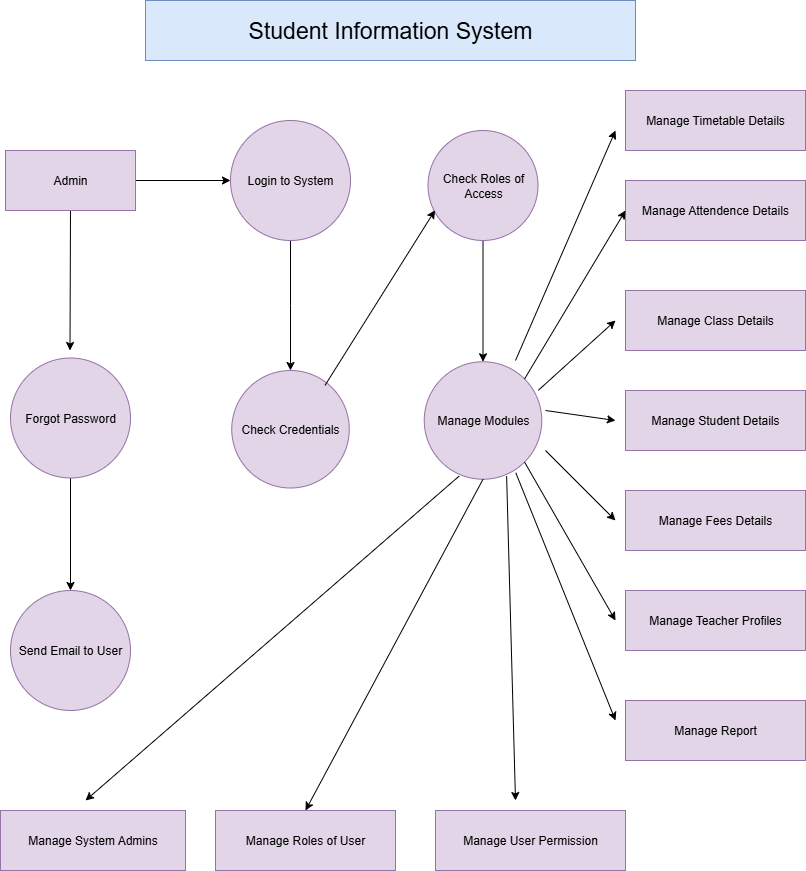 Student Information System
Manage Timetable Details
Admin
Login to System
Check Roles of
Access
Manage Attendence Details
Manage Class Details
Forgot Password
Check Credentials
Manage Modules
Manage Student Details
Manage Fees Details
Send Email to User
Manage Teacher Profiles
Manage Report
Manage System Admins
Manage Roles of User
Manage User Permission